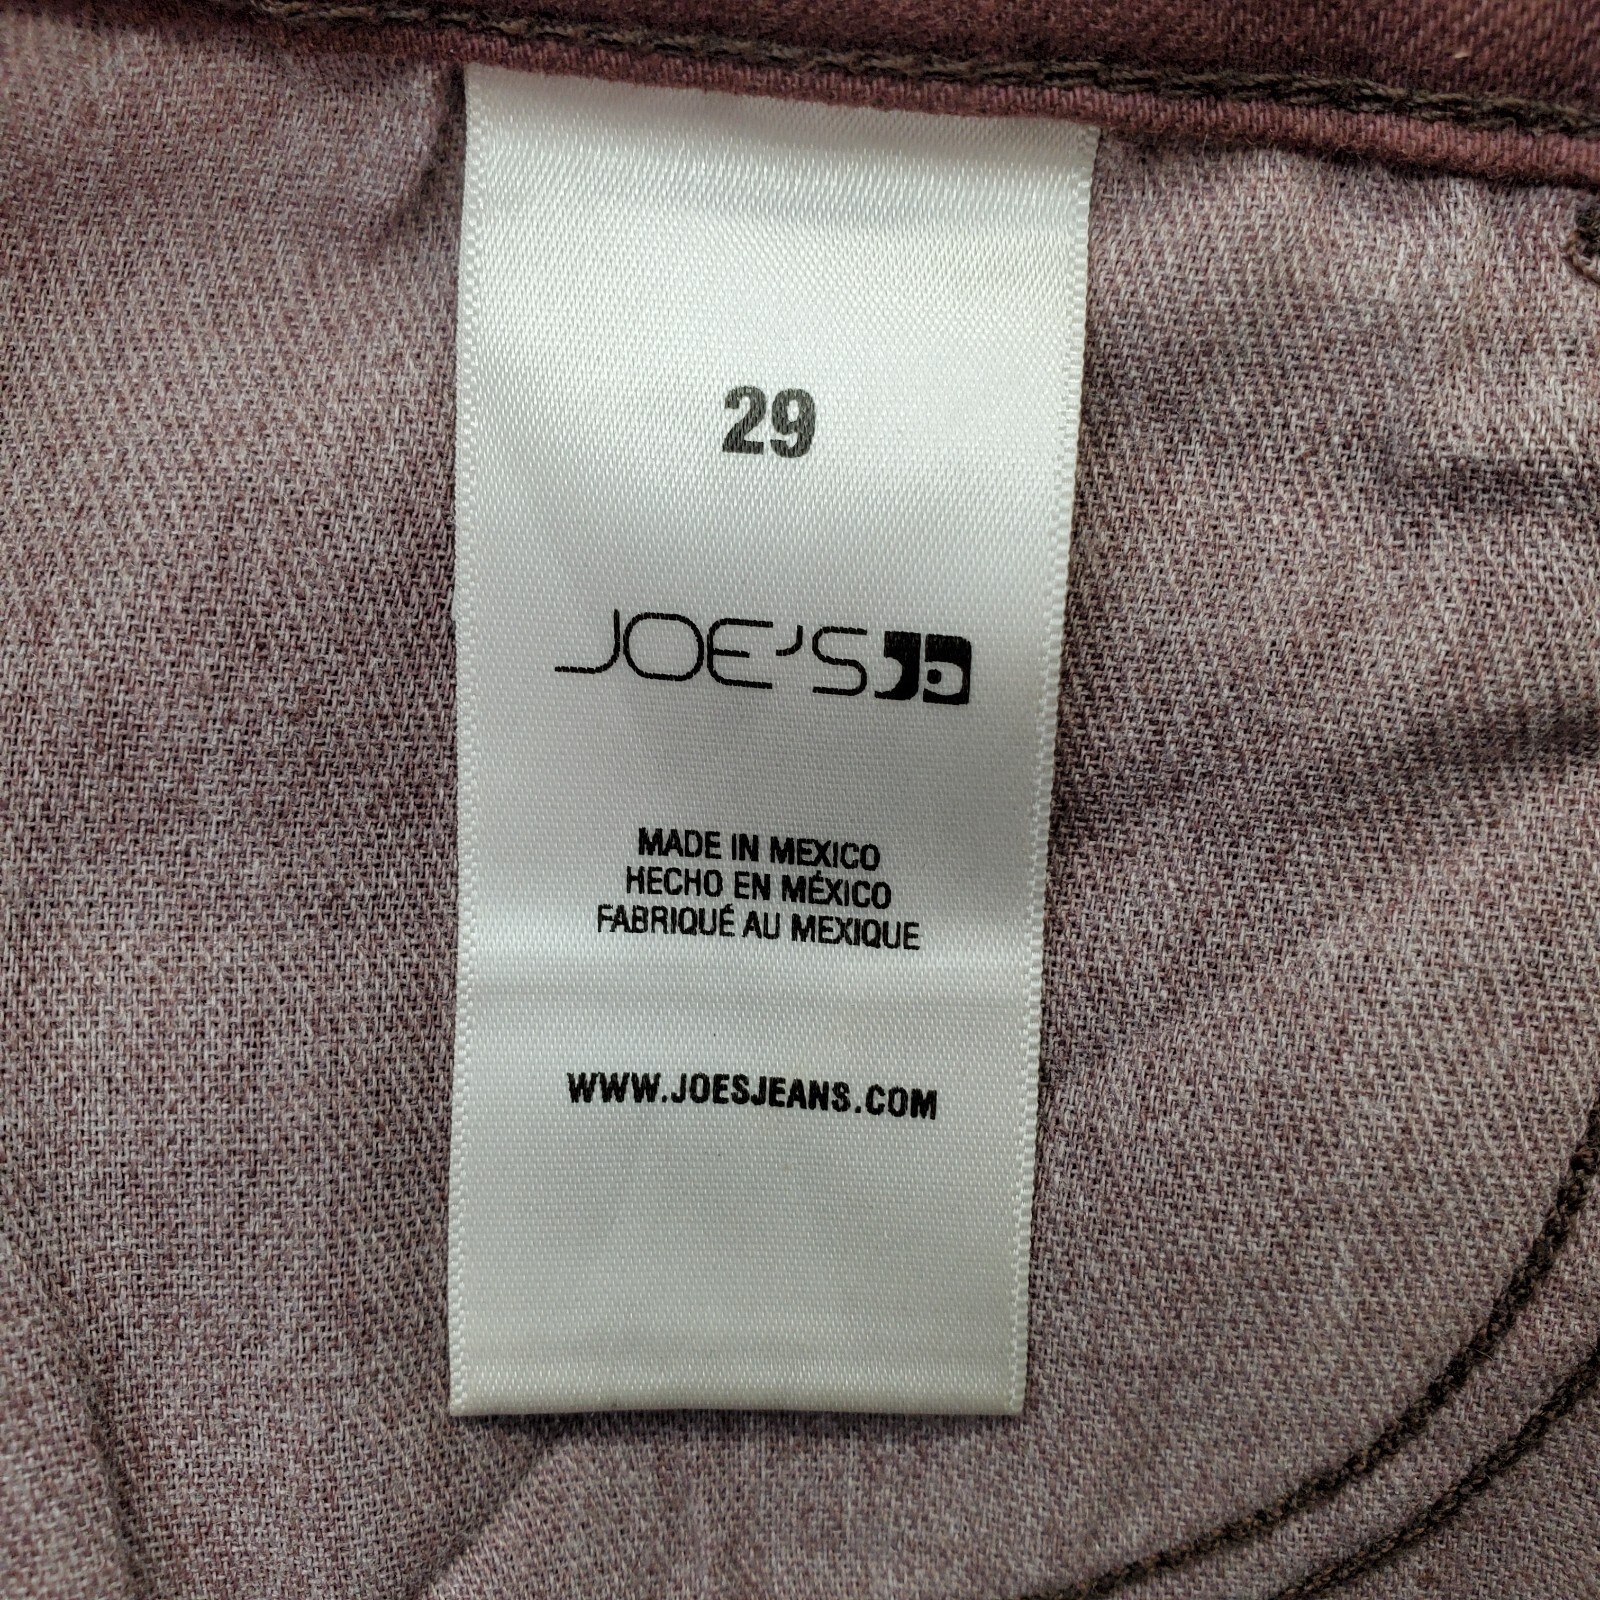 29
JOE'S
MADE IN MEXICO
HECHO EN MÉXICO
FABRIQUÉ AU MEXIQUE
WWW.JOESJEANS.COM